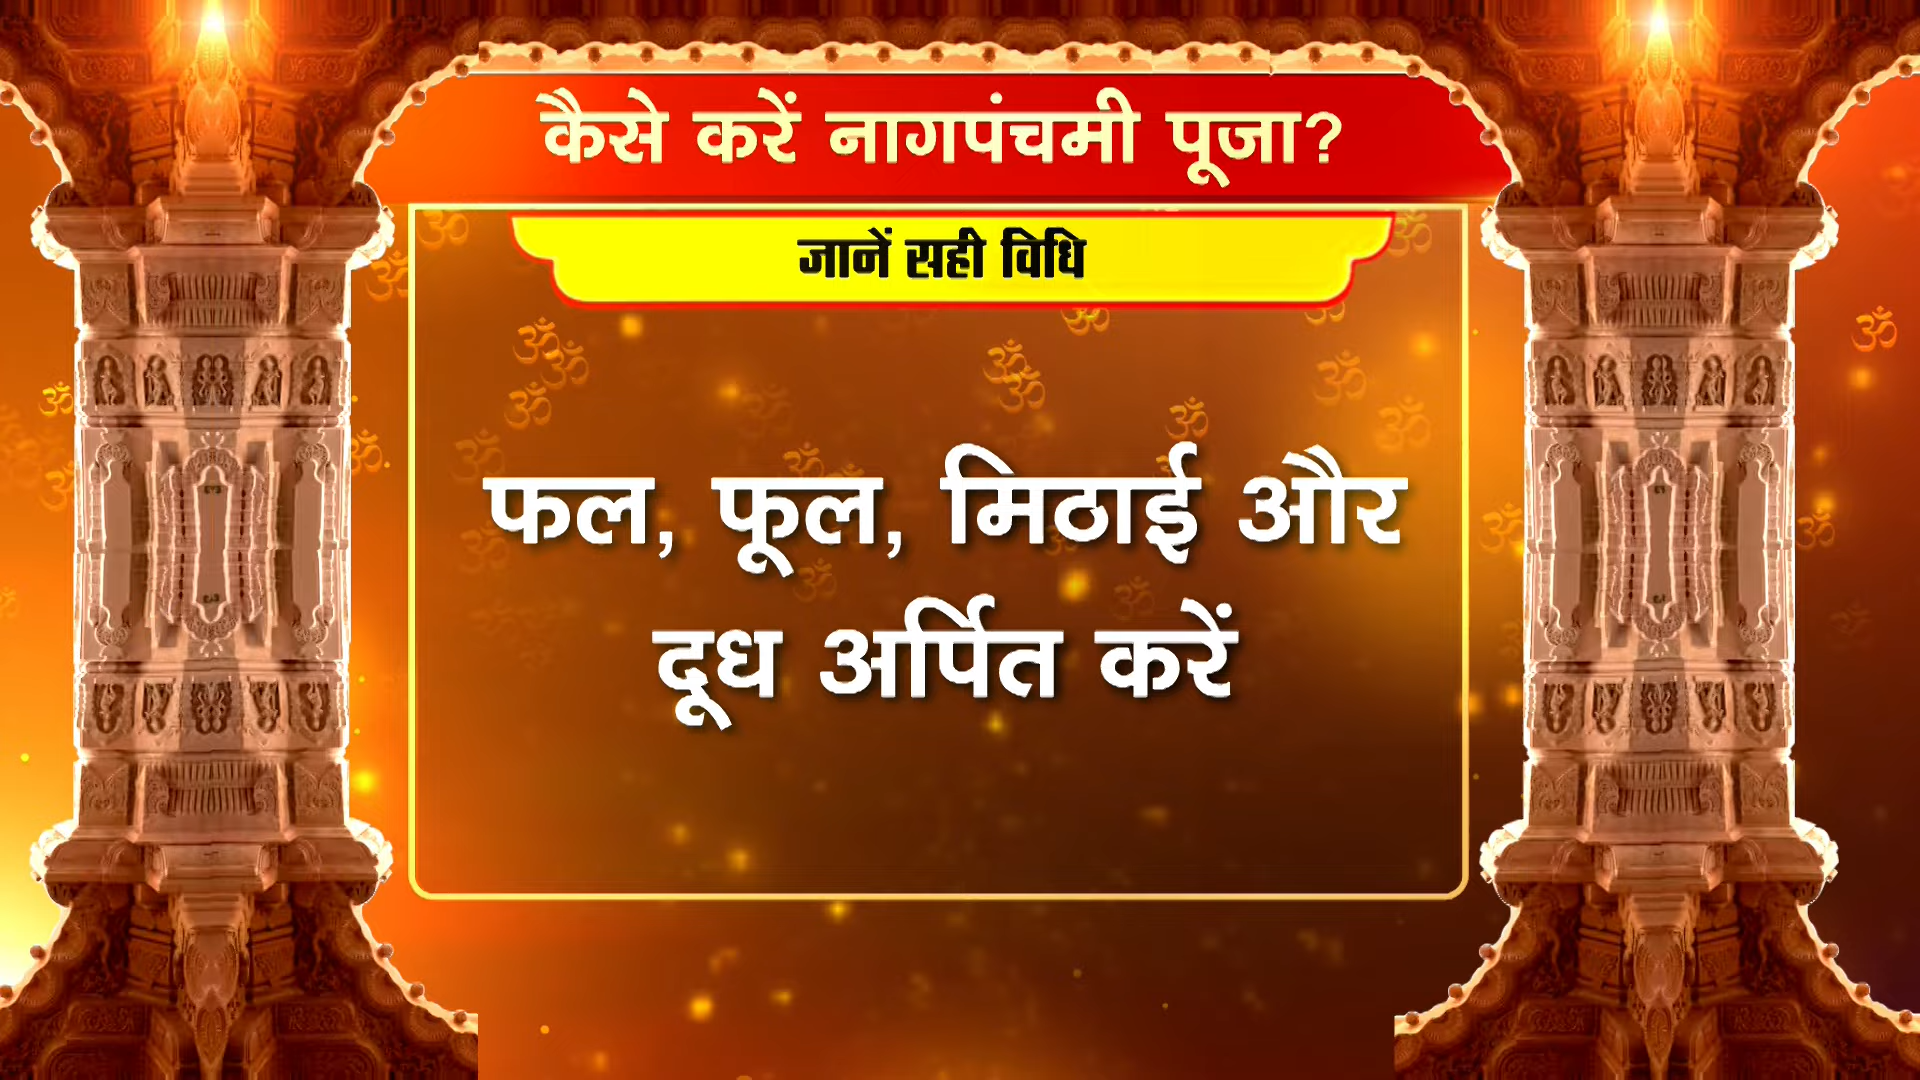 कैसे करें नागपंचमी पूजा?
जानें सही विधि
फल, फूल, मिठाई और
दूध अर्पित करें